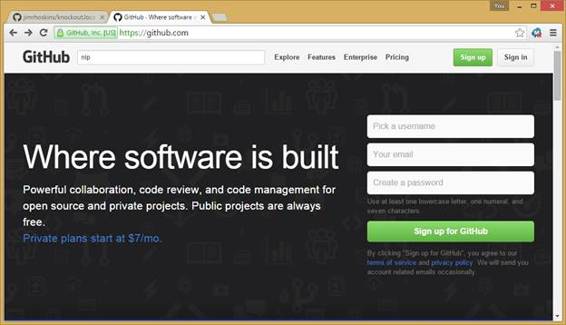 You
jimrhoskins/knockout
GitHub · Where software
GitHub, Inc. [US]
https://github.com
GitHub
nip
Explore Features Enterprise Pricing
Sign up
Sign in
Where software is built
Powerful collaboration, code review, and code management for
open source and private projects. Public projects are always
free.
Private plans start at $7/mo.
Pick a username
Your email
Create a password
Use at least one lowercase letter, one numeral, and
seven characters.
Sign up for GitHub
By clicking "Sign up for GitHub", you agree to our
terms of service and privacy policy. We will send you
account related emails occasionally.